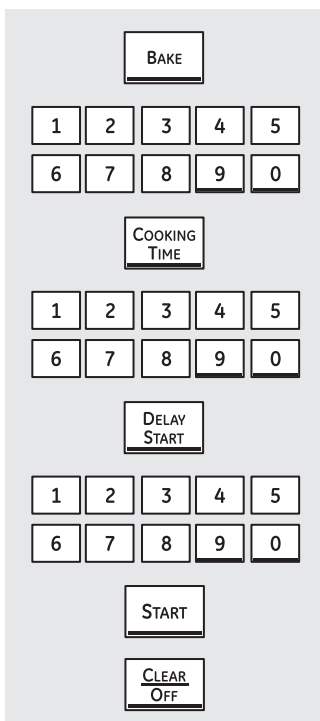 BAKE
1 2 3 4 5
6 7 8 9 0
COOKING
TIME
1 2 3 4 5
6 7 8 9 0
DELAY
START
1 2 3 4 5
6 7 8 9 0
START
CLEAR
OFF